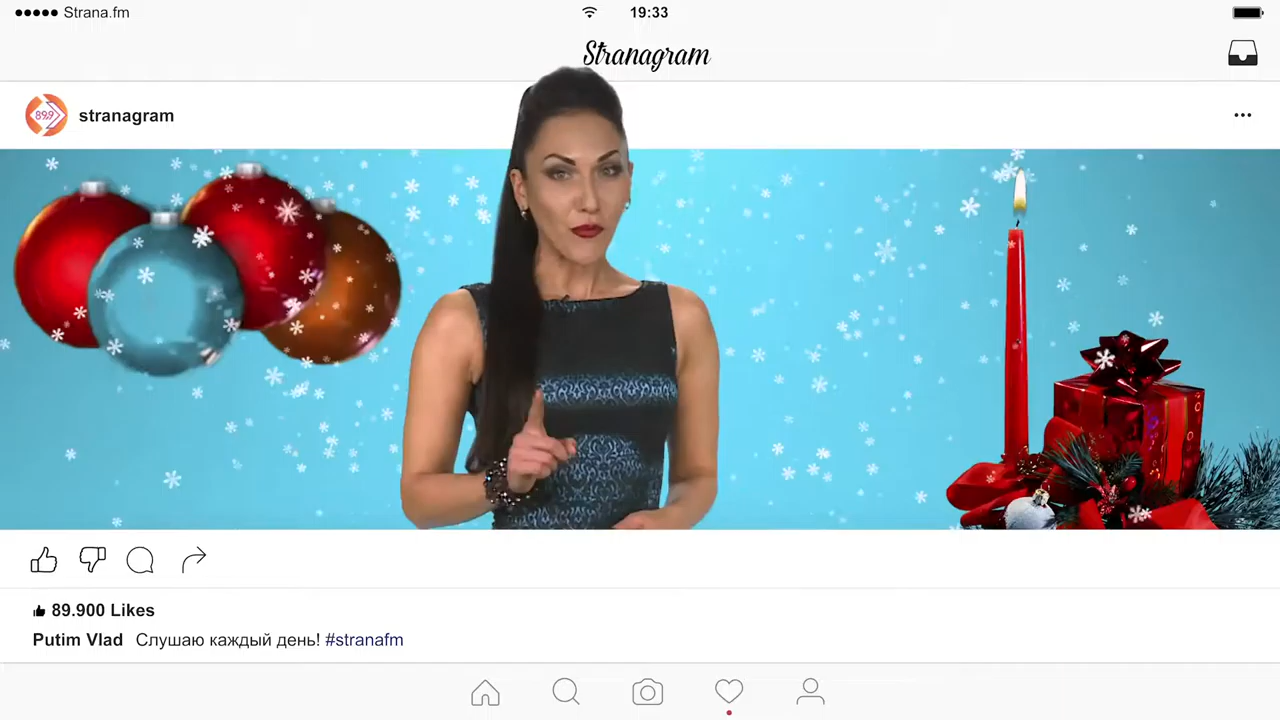 Strana.fm
19:33
Stranagram
89.9
stranagram
89.900 Likes
Putim Vlad Слушаю каждый день! #stranafm